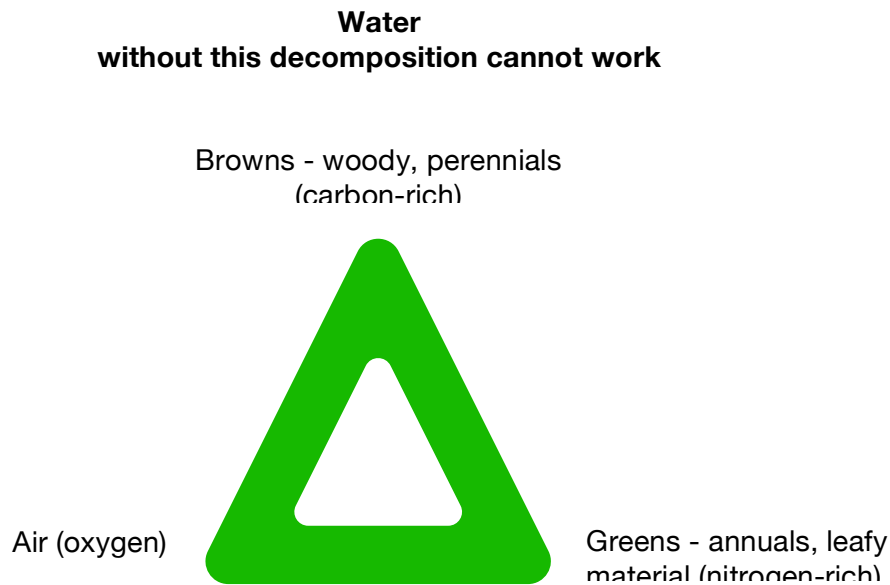 Water
without this decomposition cannot work
Browns - woody, perennials
(carbon-rich)
Air (oxygen)
Greens - annuals, leafy
material (nitrogen-rich)